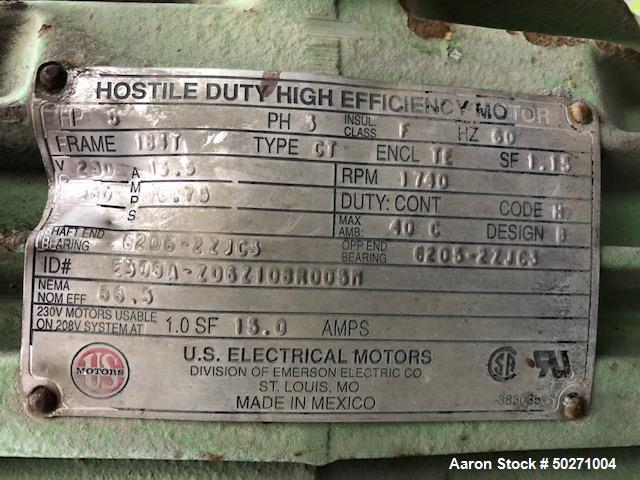 HOSTILE DUTY HIGH EFFICIENCY MOTOR
HP 5 PH 3 INSUL. CLASS F HZ 60
FRAME 184T TYPE CT ENCL TE SF 1.15
230 AMPS 13.5 RPM 1740
6.75 DUTY: CONT CODE H
MAX AMB: 40 C DESIGN B
SHAFT END BEARING 6206-2ZJC3 OPP END BEARING 6205-2ZJC3
ID#
NEMA NOM EFF
230V MOTORS USABLE
ON 208V SYSTEM AT 1.0 SF 15.0 AMPS
US MOTORS
U.S. ELECTRICAL MOTORS
DIVISION OF EMERSON ELECTRIC CO.
ST. LOUIS, MO
MADE IN MEXICO
Aaron Stock # 50271004